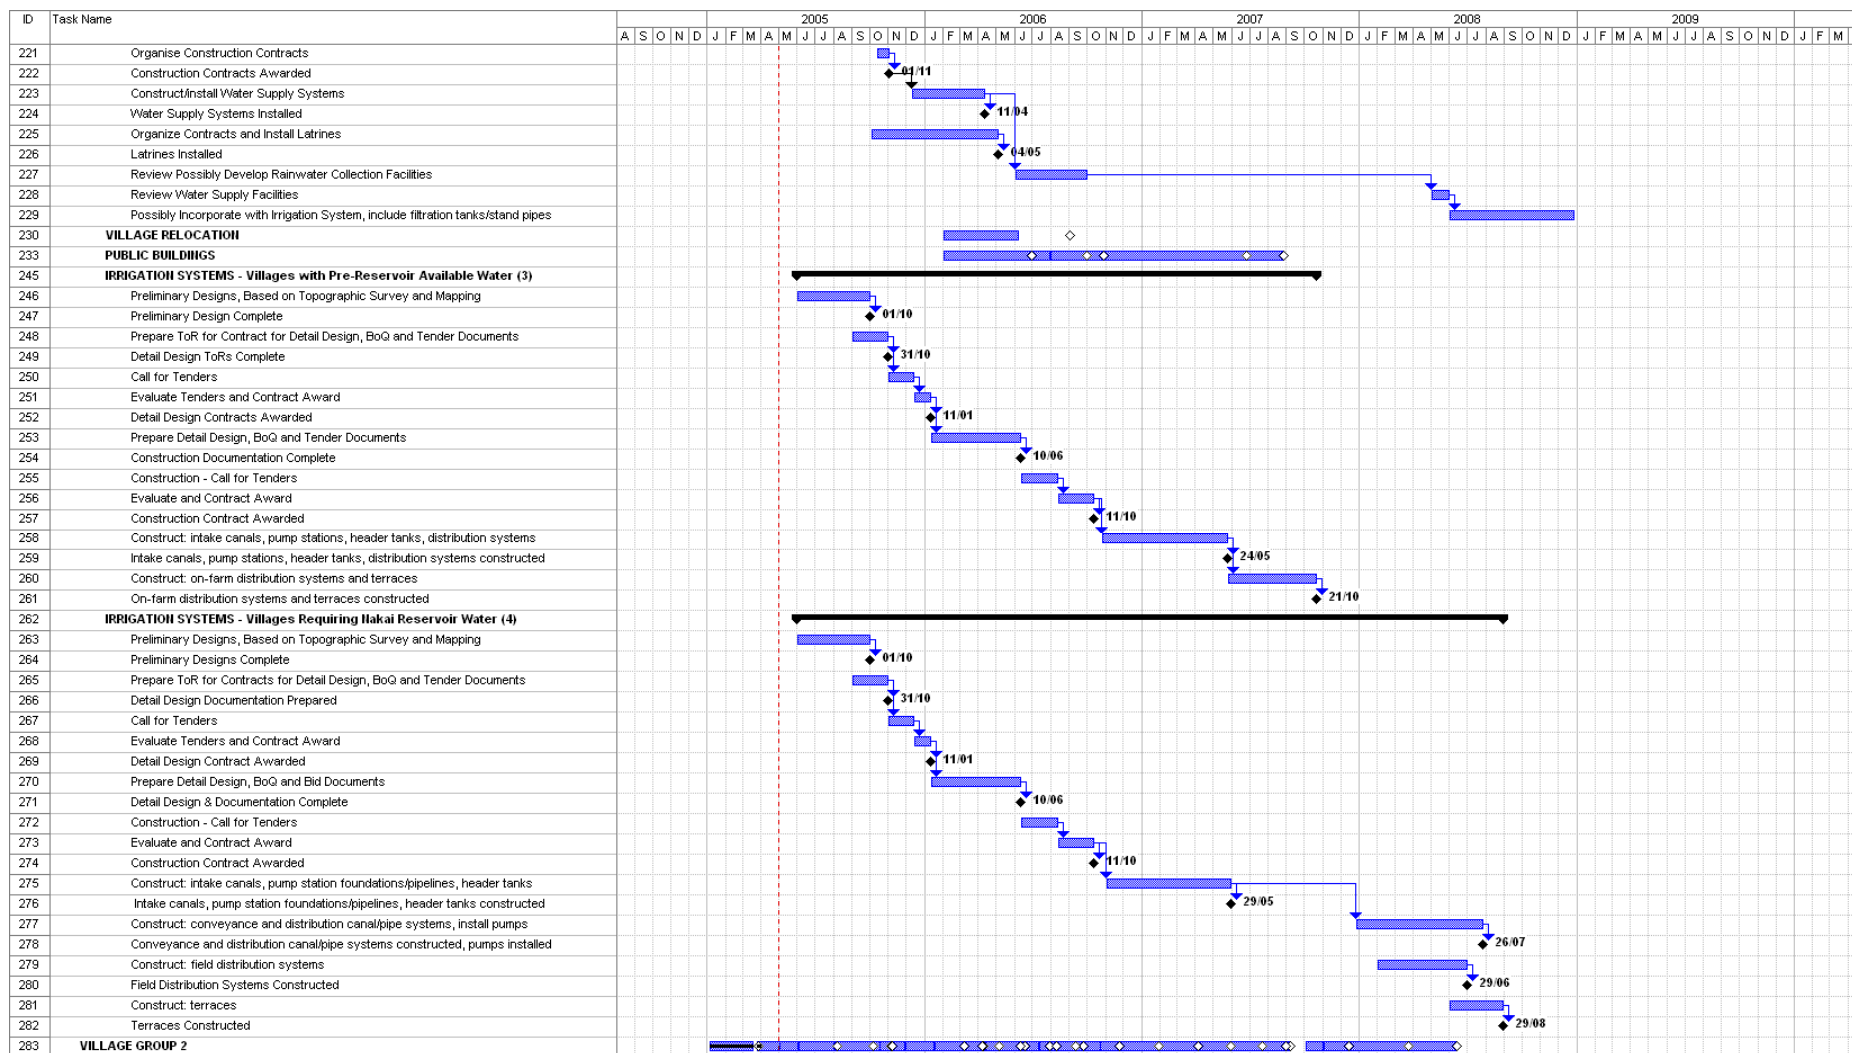 ID Task Name 2005 2006 2007 2008 2009
A S O N D J F M A M J J A S O N D J F M A M J J A S O N D J F M A M J J A S O N D J F M A M J J A S O N D J F M A M J J A S O N D J F M
221 Organise Construction Contracts
222 Construction Contracts Awarded 01/11
223 Construct/install Water Supply Systems
224 Water Supply Systems Installed 11/04
225 Organize Contracts and Install Latrines
226 Latrines Installed 04/05
227 Review Possibly Develop Rainwater Collection Facilities
228 Review Water Supply Facilities
229 Possibly Incorporate with Irrigation System, include filtration tanks/stand pipes
230 VILLAGE RELOCATION
233 PUBLIC BUILDINGS
245 IRRIGATION SYSTEMS - Villages with Pre-Reservoir Available Water (3)
246 Preliminary Designs, Based on Topographic Survey and Mapping
247 Preliminary Design Complete 01/10
248 Prepare ToR for Contract for Detail Design, BoQ and Tender Documents
249 Detail Design ToRs Complete 31/10
250 Call for Tenders
251 Evaluate Tenders and Contract Award
252 Detail Design Contracts Awarded 11/01
253 Prepare Detail Design, BoQ and Tender Documents
254 Construction Documentation Complete 10/06
255 Construction - Call for Tenders
256 Evaluate and Contract Award
257 Construction Contract Awarded 11/10
258 Construct: intake canals, pump stations, header tanks, distribution systems
259 Intake canals, pump stations, header tanks, distribution systems constructed 24/05
260 Construct: on-farm distribution systems and terraces
261 On-farm distribution systems and terraces constructed 21/10
262 IRRIGATION SYSTEMS - Villages Requiring Nakai Reservoir Water (4)
263 Preliminary Designs, Based on Topographic Survey and Mapping
264 Preliminary Designs Complete 01/10
265 Prepare ToR for Contracts for Detail Design, BoQ and Tender Documents
266 Detail Design Documentation Prepared 31/10
267 Call for Tenders
268 Evaluate Tenders and Contract Award
269 Detail Design Contract Awarded 11/01
270 Prepare Detail Design, BoQ and Bid Documents
271 Detail Design & Documentation Complete 10/06
272 Construction - Call for Tenders
273 Evaluate and Contract Award
274 Construction Contract Awarded 11/10
275 Construct: intake canals, pump station foundations/pipelines, header tanks
276 Intake canals, pump station foundations/pipelines, header tanks constructed 29/05
277 Construct: conveyance and distribution canal/pipe systems, install pumps
278 Conveyance and distribution canal/pipe systems constructed, pumps installed 26/07
279 Construct: field distribution systems
280 Field Distribution Systems Constructed 29/06
281 Construct: terraces
282 Terraces Constructed 29/08
283 VILLAGE GROUP 2